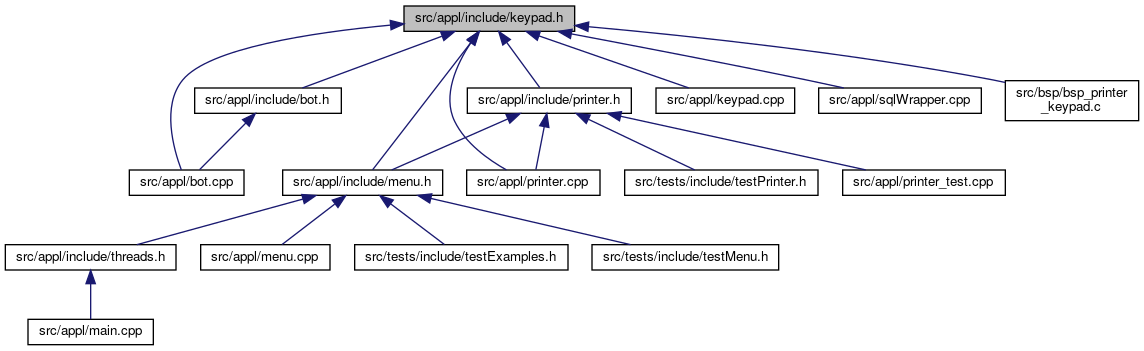 src/appl/include/keypad.h
src/appl/include/bot.h
src/appl/include/printer.h
src/appl/keypad.cpp
src/appl/sqlWrapper.cpp
src/bsp/bsp_printer
_keypad.c
src/appl/bot.cpp
src/appl/include/menu.h
src/appl/printer.cpp
src/tests/include/testPrinter.h
src/appl/printer_test.cpp
src/appl/include/threads.h
src/appl/menu.cpp
src/tests/include/testExamples.h
src/tests/include/testMenu.h
src/appl/main.cpp